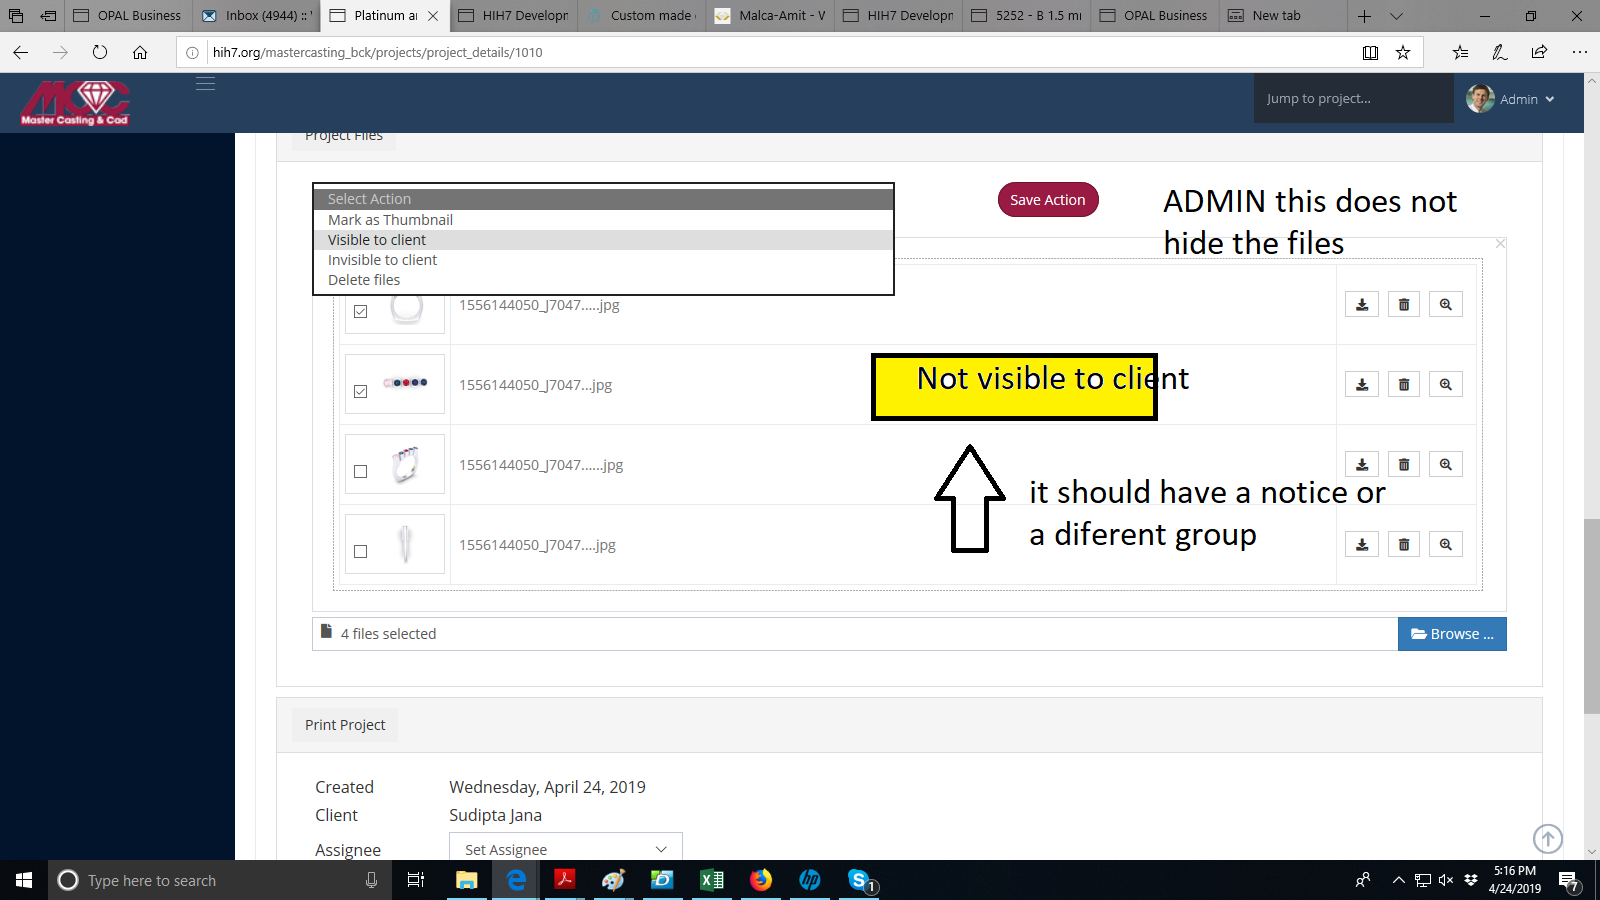 OPAL Business
Inbox (4944) ::
Platinum a
HIH7 Developm
Custom made
Malca-Amit - V
HIH7 Developm
5252 - B 1.5 m
OPAL Business
New tab
hih7.org/mastercasting_bck/projects/project_details/1010
MCC
Master Casting & Cad
Jump to project...
Admin
Project Files
Select Action
Mark as Thumbnail
Visible to client
Invisible to client
Delete files
Save Action
ADMIN this does not
hide the files
1556144050_J7047.....jpg
1556144050_J7047...jpg
Not visible to client
1556144050_J7047......jpg
it should have a notice or
a diferent group
1556144050_J7047....jpg
4 files selected
Browse ...
Print Project
Created Wednesday, April 24, 2019
Client Sudipta Jana
Assignee Set Assignee
Type here to search
1
5:16 PM
4/24/2019
7